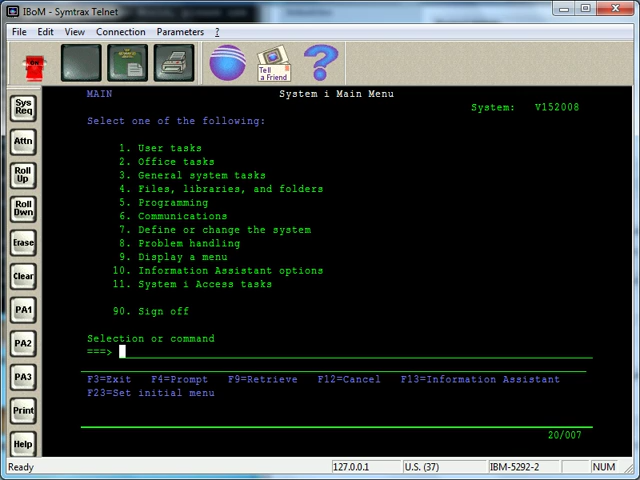 IBoM - Symtrax Telnet
File Edit View Connection Parameters ?
ON
Tell
a Friend
Sys
Req
Attn
Roll
Up
Roll
Dwn
Erase
Clear
PA1
PA2
PA3
Print
Help
MAIN System i Main Menu
System: V152008
Select one of the following:
1. User tasks
2. Office tasks
3. General system tasks
4. Files, libraries, and folders
5. Programming
6. Communications
7. Define or change the system
8. Problem handling
9. Display a menu
10. Information Assistant options
11. System i Access tasks
90. Sign off
Selection or command
===>
F3=Exit F4=Prompt F9=Retrieve F12=Cancel F13=Information Assistant
F23=Set initial menu
20/007
Ready 127.0.0.1 U.S. (37) IBM-5292-2 NUM